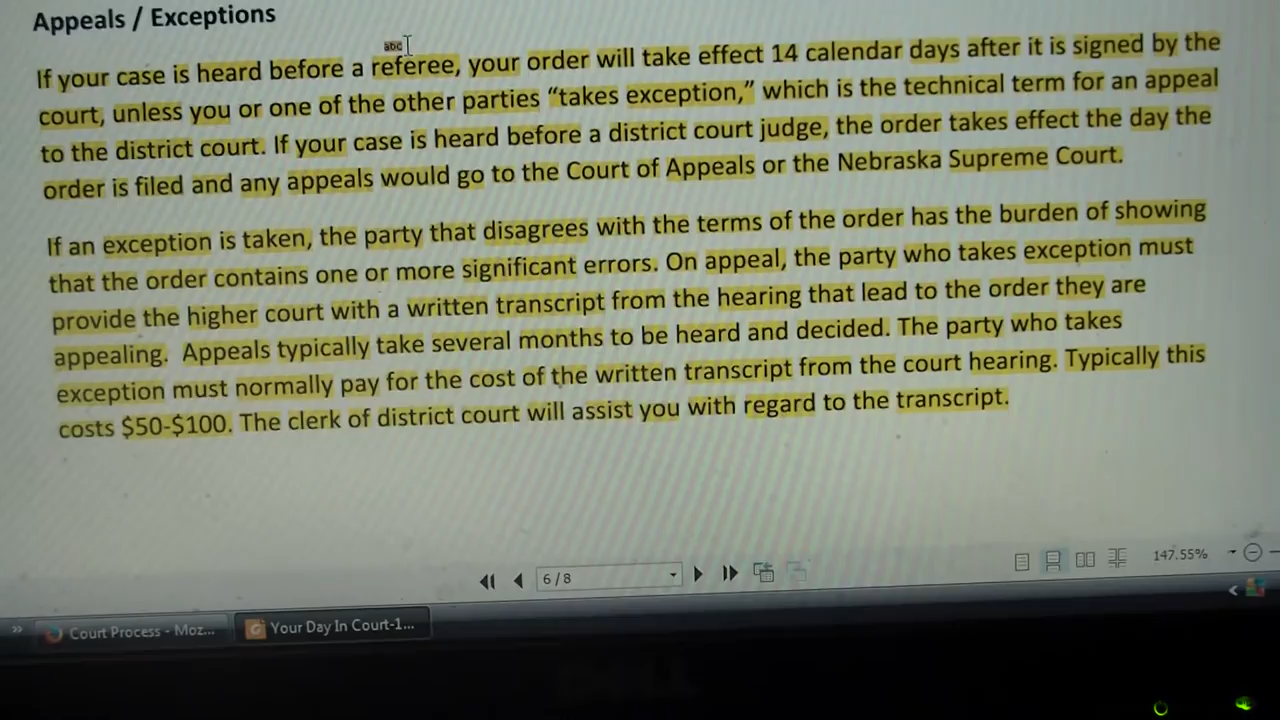 Appeals / Exceptions
abc
If your case is heard before a referee, your order will take effect 14 calendar days after it is signed by the
court, unless you or one of the other parties “takes exception,” which is the technical term for an appeal
to the district court. If your case is heard before a district court judge, the order takes effect the day the
order is filed and any appeals would go to the Court of Appeals or the Nebraska Supreme Court.
If an exception is taken, the party that disagrees with the terms of the order has the burden of showing
that the order contains one or more significant errors. On appeal, the party who takes exception must
provide the higher court with a written transcript from the hearing that lead to the order they are
appealing. Appeals typically take several months to be heard and decided. The party who takes
exception must normally pay for the cost of the written transcript from the court hearing. Typically this
costs $50-$100. The clerk of district court will assist you with regard to the transcript.
6 / 8
147.55%
Court Process - Moz...
Your Day In Court-1...